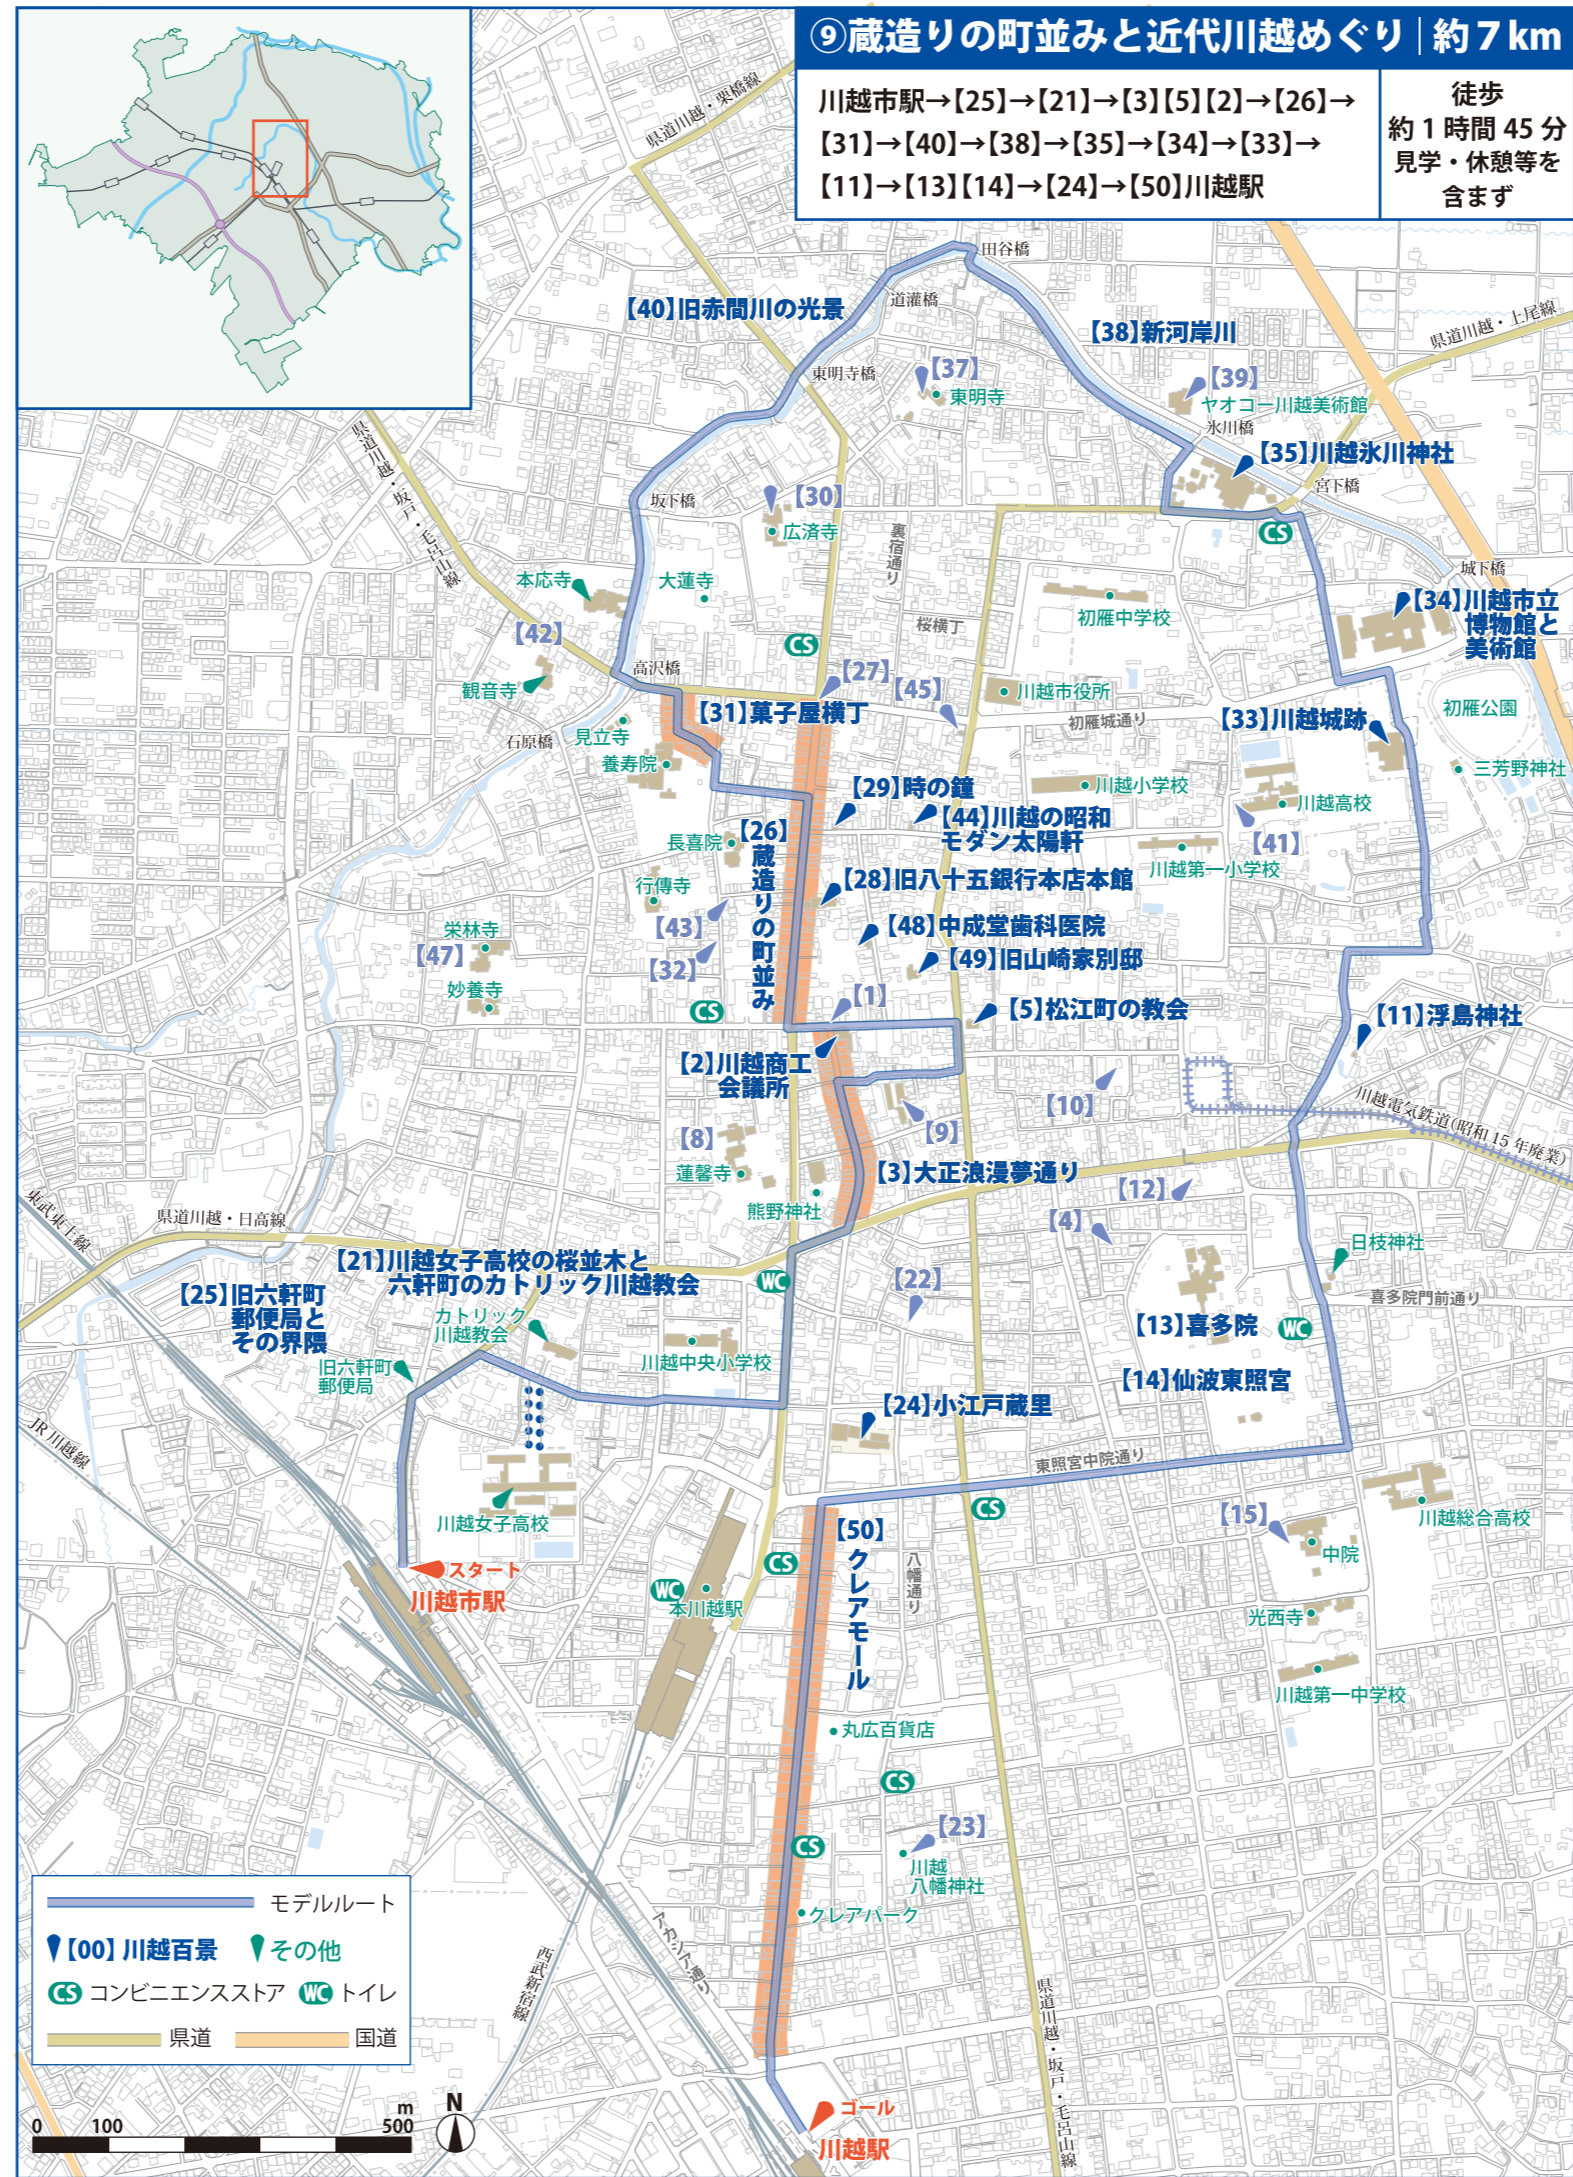 ⑨蔵造りの町並みと近代川越めぐり｜約7km
川越市駅→【25】→【21】→【3】【5】【2】→【26】→
【31】→【40】→【38】→【35】→【34】→【33】→
【11】→【13】【14】→【24】→【50】川越駅
徒歩
約1時間45分
見学・休憩等を
含まず
県道川越・栗橋線
田谷橋
道灌橋
【40】旧赤間川の光景
【38】新河岸川
県道川越・上尾線
東明寺橋
【37】
東明寺
【39】
ヤオコー川越美術館
氷川橋
【35】川越氷川神社
宮下橋
県道川越・坂戸・毛呂山線
坂下橋
【30】
広済寺
裏宿通り
CS
城下橋
本応寺
大蓮寺
初雁中学校
【34】川越市立
博物館と
美術館
【42】
桜横丁
CS
高沢橋
観音寺
【27】
【45】
川越市役所
初雁公園
【31】菓子屋横丁
初雁城通り
【33】川越城跡
石原橋
見立寺
養寿院
三芳野神社
【29】時の鐘
川越小学校
川越高校
【44】川越の昭和
モダン太陽軒
【41】
長喜院
【26】蔵造りの町並み
川越第一小学校
【28】旧八十五銀行本店本館
行傳寺
【43】
【48】中成堂歯科医院
栄林寺
【47】
【32】
【49】旧山崎家別邸
妙養寺
CS
【1】
【5】松江町の教会
【11】浮島神社
【2】川越商工
会議所
【10】
川越電気鉄道(昭和15年廃業)
【9】
【8】
蓮馨寺
【3】大正浪漫夢通り
【12】
東武東上線
県道川越・日高線
熊野神社
【4】
日枝神社
【21】川越女子高校の桜並木と
六軒町のカトリック川越教会
WC
【22】
【25】旧六軒町
郵便局と
その界隈
喜多院門前通り
カトリック
川越教会
【13】喜多院
WC
旧六軒町
郵便局
川越中央小学校
【14】仙波東照宮
【24】小江戸蔵里
JR川越線
東照宮中院通り
川越女子高校
CS
【15】
川越総合高校
【50】クレアモール
中院
スタート
川越市駅
CS
八幡通り
WC
本川越駅
光西寺
川越第一中学校
丸広百貨店
CS
【23】
CS
川越
八幡神社
クレアパーク
アカシア通り
西武新宿線
県道川越・坂戸・毛呂山線
モデルルート
【00】川越百景
その他
CS コンビニエンスストア
WC トイレ
県道
国道
m
0
100
500
N
ゴール
川越駅